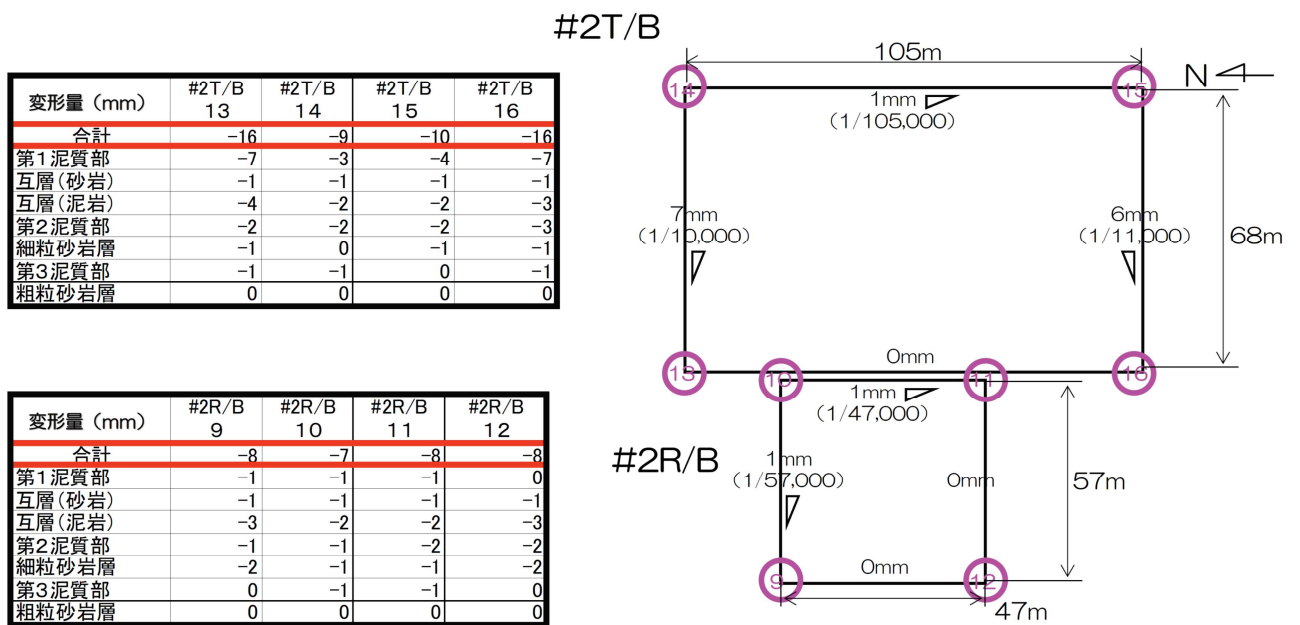 #2T/B
変形量（mm） #2T/B 13 #2T/B 14 #2T/B 15 #2T/B 16
合計 -16 -9 -10 -16
第1泥質部 -7 -3 -4 -7
互層(砂岩) -1 -1 -1 -1
互層(泥岩) -4 -2 -2 -3
第2泥質部 -2 -2 -2 -3
細粒砂岩層 -1 0 -1 -1
第3泥質部 -1 -1 0 -1
粗粒砂岩層 0 0 0 0
105m
N
14
15
1mm
(1/105,000)
7mm
(1/10,000)
6mm
(1/11,000)
68m
0mm
13
10
11
16
変形量（mm） #2R/B 9 #2R/B 10 #2R/B 11 #2R/B 12
合計 -8 -7 -8 -8
第1泥質部 -1 -1 -1 0
互層(砂岩) -1 -1 -1 -1
互層(泥岩) -3 -2 -2 -3
第2泥質部 -1 -1 -2 -2
細粒砂岩層 -2 -1 -1 -2
第3泥質部 0 -1 -1 0
粗粒砂岩層 0 0 0 0
1mm
(1/47,000)
#2R/B
1mm
(1/57,000)
0mm
57m
0mm
9
12
47m